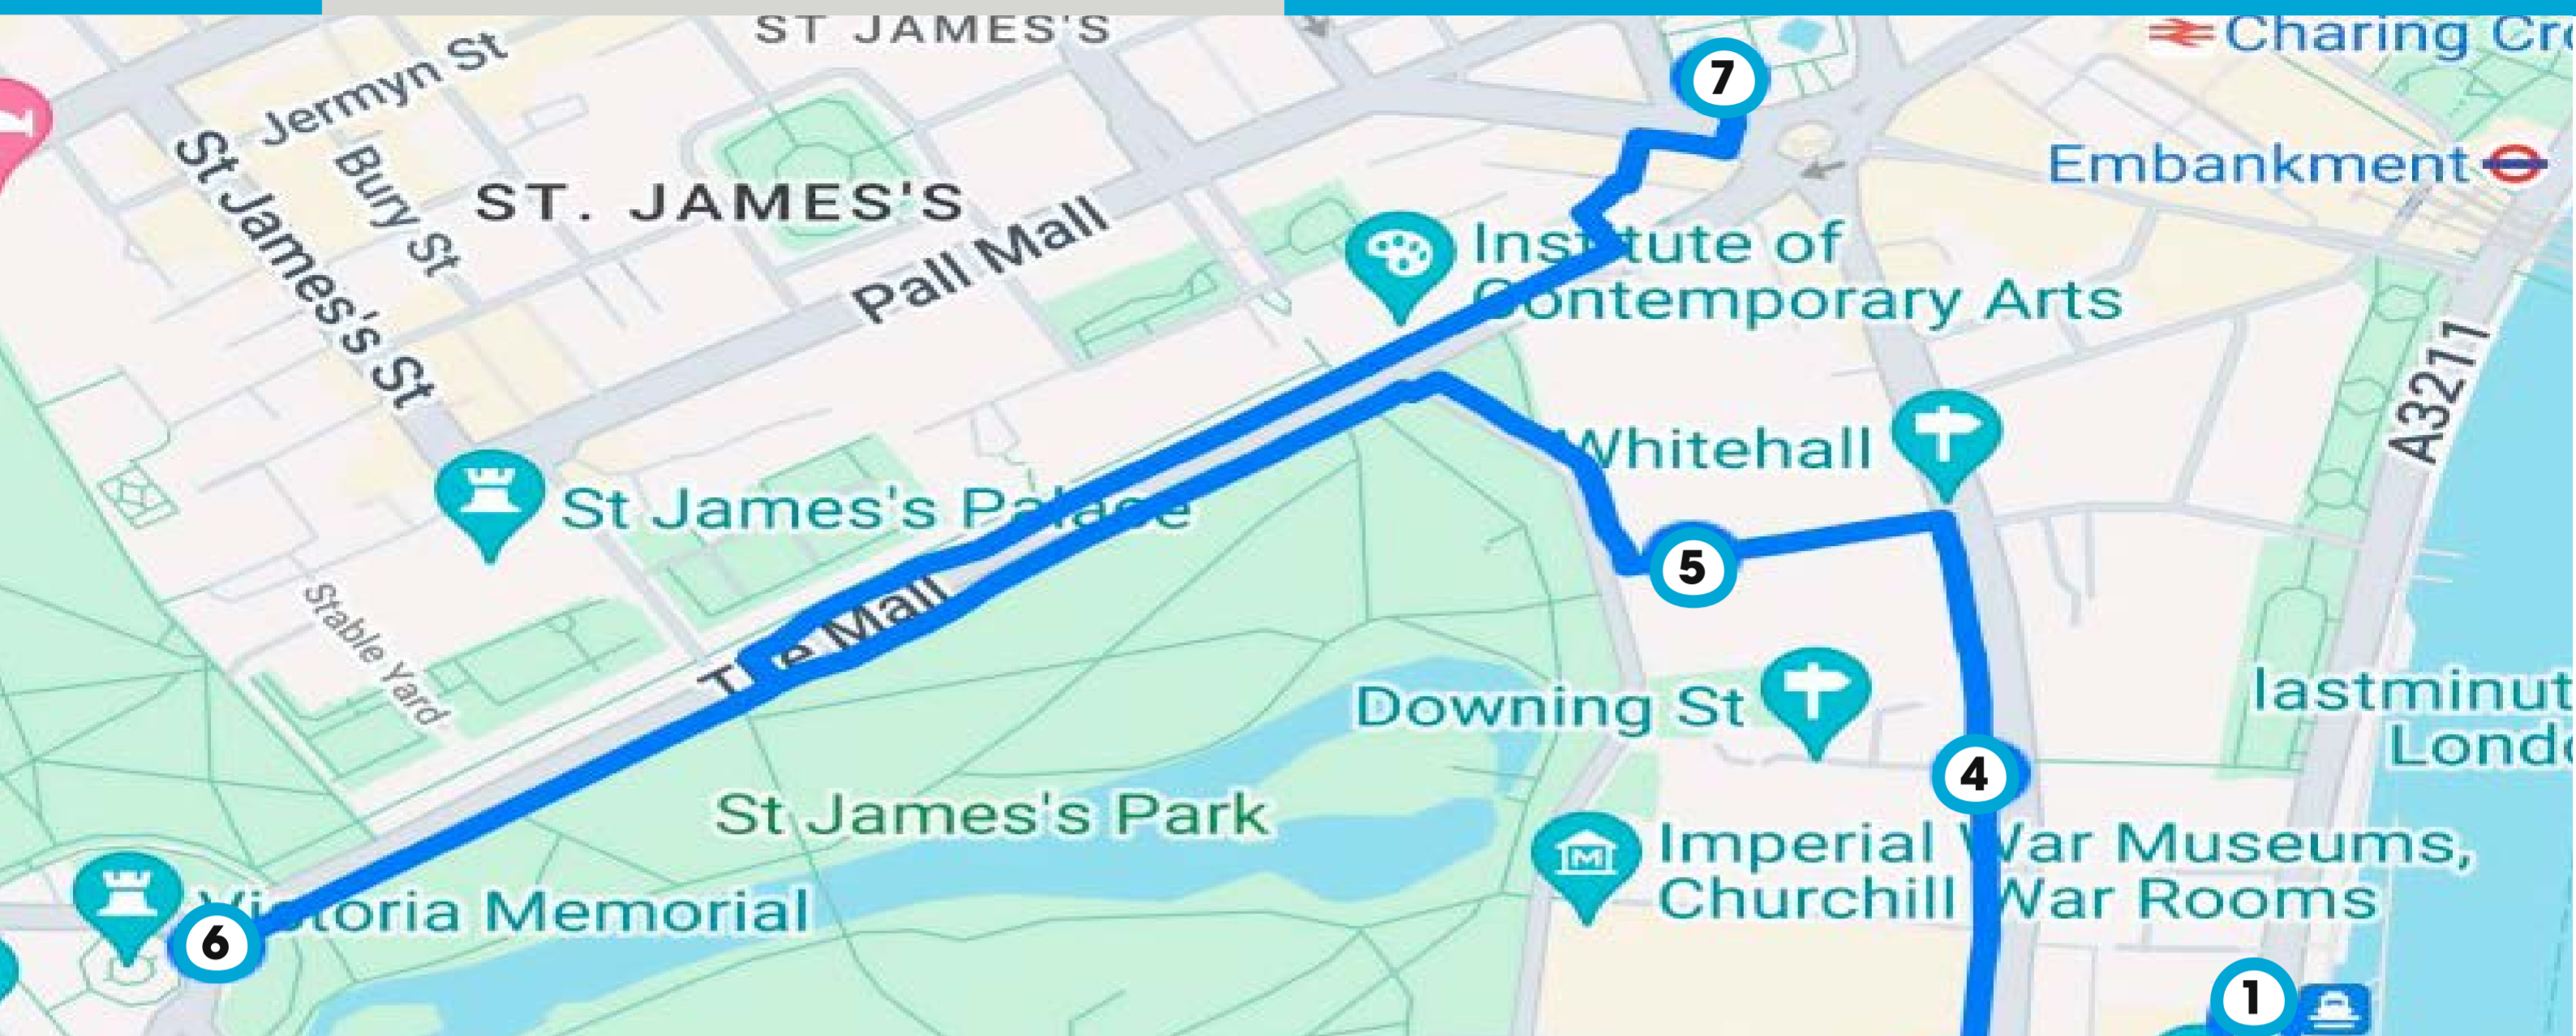 ST JAMES'S
Charing Cr
7
Jermyn St
St James's St
Bury St
ST. JAMES'S
Pall Mall
Embankment
Institute of
Contemporary Arts
A3211
Whitehall
St James's Palace
5
Stable Yard
The Mall
Downing St
lastminut
Lond
4
St James's Park
Imperial War Museums,
Churchill War Rooms
Victoria Memorial
6
1